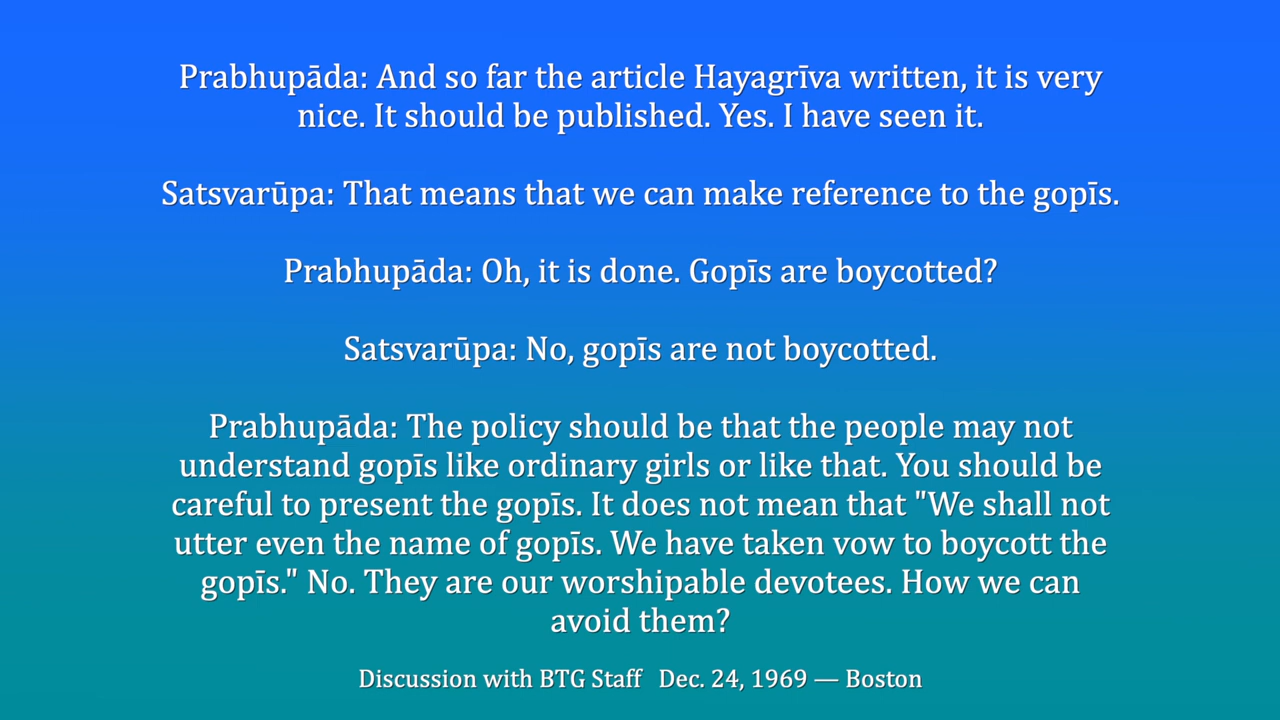 Prabhupāda: And so far the article Hayagrīva written, it is very
nice. It should be published. Yes. I have seen it.
Satsvarūpa: That means that we can make reference to the gopīs.
Prabhupāda: Oh, it is done. Gopīs are boycotted?
Satsvarūpa: No, gopīs are not boycotted.
Prabhupāda: The policy should be that the people may not
understand gopīs like ordinary girls or like that. You should be
careful to present the gopīs. It does not mean that "We shall not
utter even the name of gopīs. We have taken vow to boycott the
gopīs." No. They are our worshipable devotees. How we can
avoid them?
Discussion with BTG Staff Dec. 24, 1969 — Boston